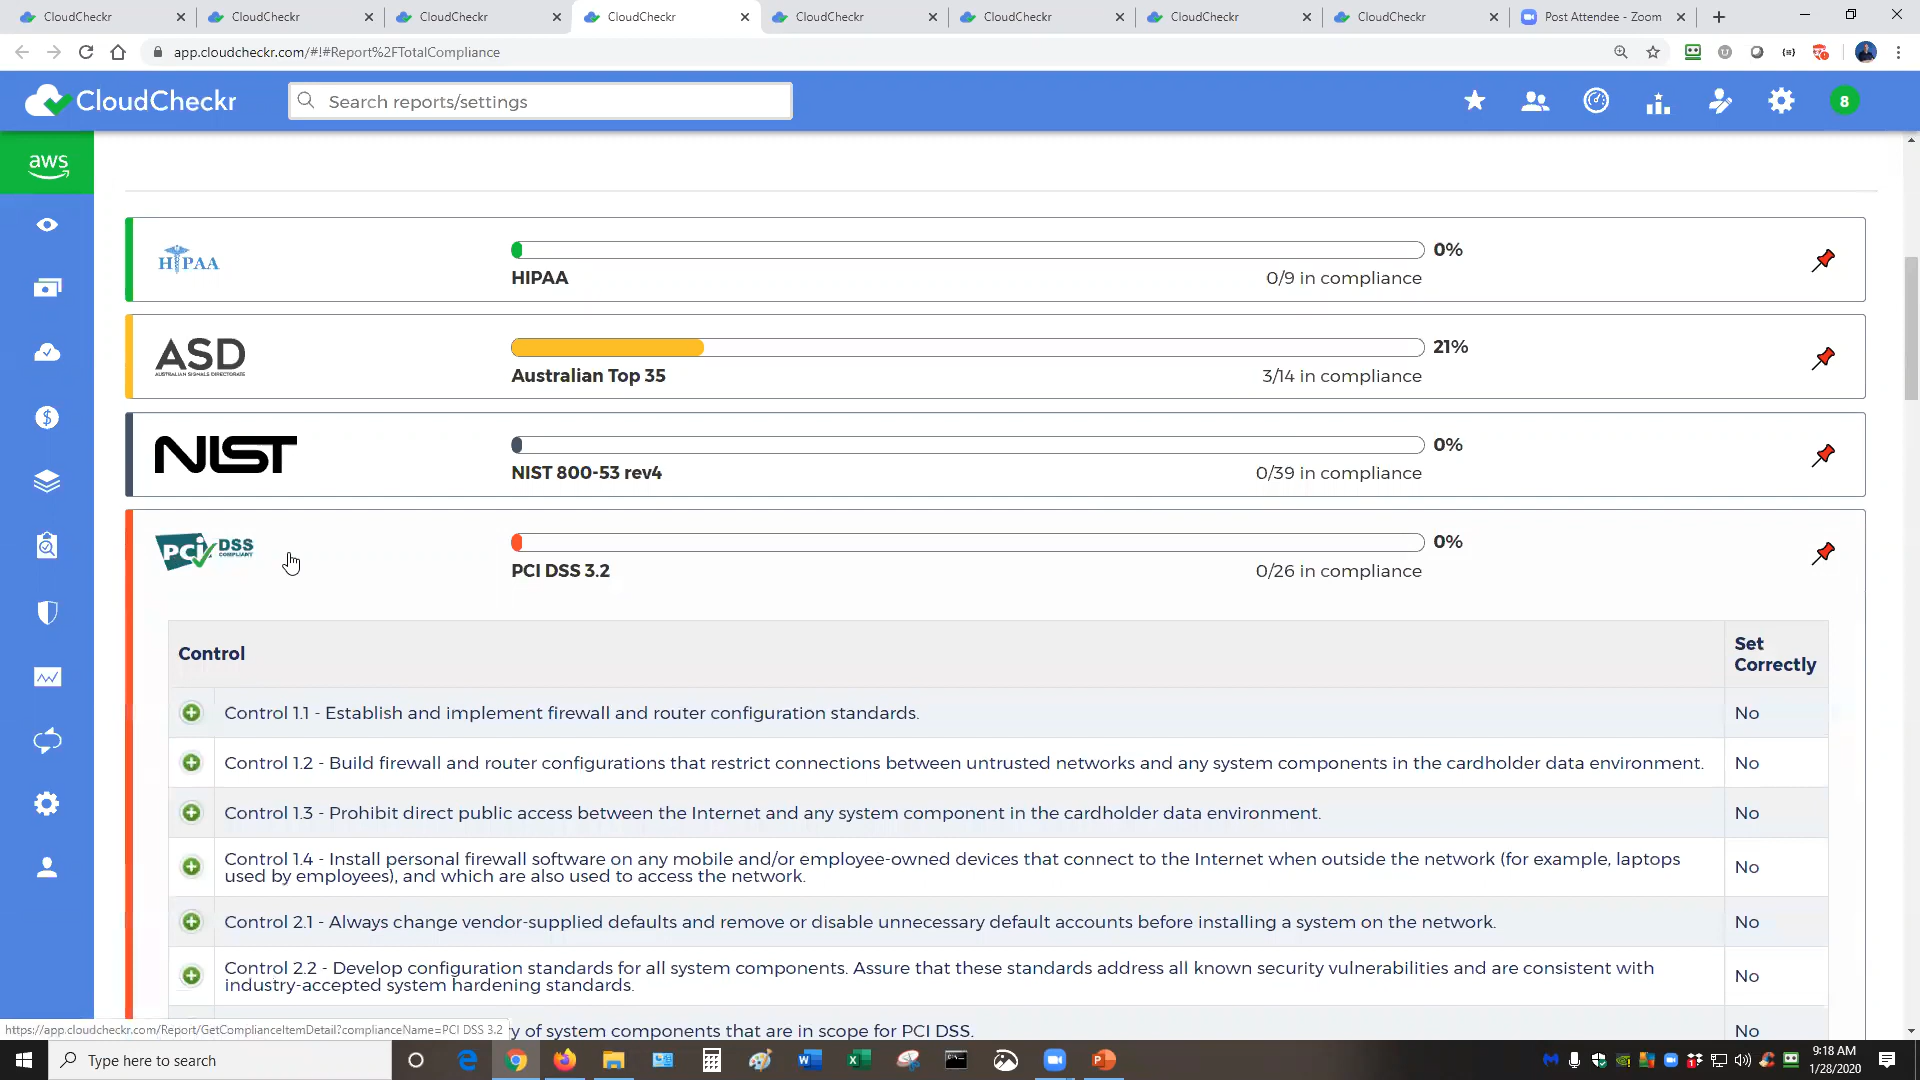 CloudCheckr
CloudCheckr
CloudCheckr
CloudCheckr
CloudCheckr
CloudCheckr
CloudCheckr
CloudCheckr
Post Attendee - Zoom
app.cloudcheckr.com/#!#Report%2FTotalCompliance
CloudCheckr
Search reports/settings
8
aws
HIPAA
0%
HIPAA
0/9 in compliance
ASD
AUSTRALIAN SIGNALS DIRECTORATE
21%
Australian Top 35
3/14 in compliance
NIST
0%
NIST 800-53 rev4
0/39 in compliance
PCI DSS
COMPLIANT
0%
PCI DSS 3.2
0/26 in compliance
Control
Set
Correctly
Control 1.1 - Establish and implement firewall and router configuration standards.
No
Control 1.2 - Build firewall and router configurations that restrict connections between untrusted networks and any system components in the cardholder data environment.
No
Control 1.3 - Prohibit direct public access between the Internet and any system component in the cardholder data environment.
No
Control 1.4 - Install personal firewall software on any mobile and/or employee-owned devices that connect to the Internet when outside the network (for example, laptops
used by employees), and which are also used to access the network.
No
Control 2.1 - Always change vendor-supplied defaults and remove or disable unnecessary default accounts before installing a system on the network.
No
Control 2.2 - Develop configuration standards for all system components. Assure that these standards address all known security vulnerabilities and are consistent with
industry-accepted system hardening standards.
No
https://app.cloudcheckr.com/Report/GetComplianceItemDetail?complianceName=PCI DSS 3.2
y of system components that are in scope for PCI DSS.
No
Type here to search
9:18 AM
1/28/2020